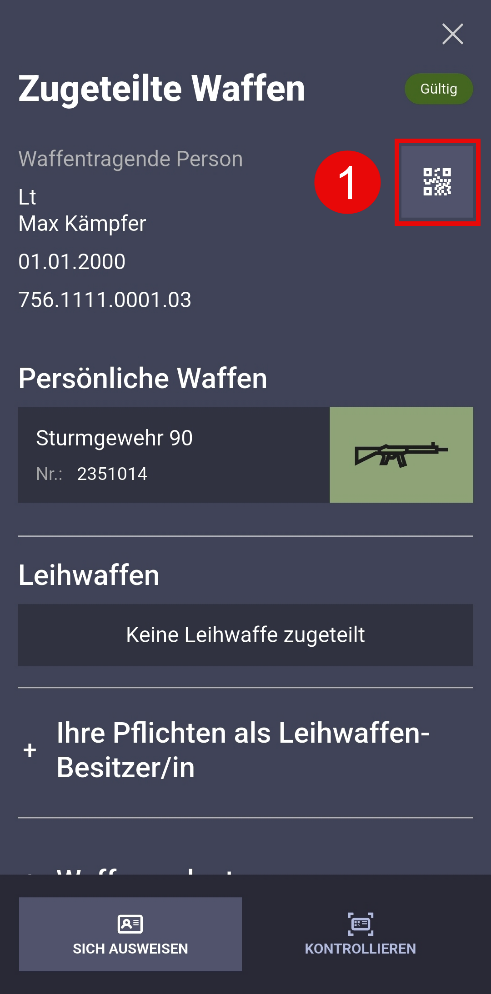 Zugeteilte Waffen
Gültig
Waffentragende Person
1
Lt
Max Kämpfer
01.01.2000
756.1111.0001.03
Persönliche Waffen
Sturmgewehr 90
Nr.: 2351014
Leihwaffen
Keine Leihwaffe zugeteilt
+ Ihre Pflichten als Leihwaffen-
Besitzer/in
SICH AUSWEISEN
KONTROLLIEREN